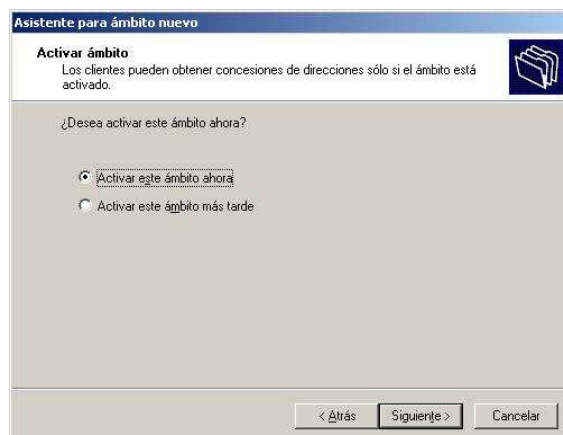 Asistente para ámbito nuevo
Activar ámbito
Los clientes pueden obtener concesiones de direcciones sólo si el ámbito está
activado.
¿Desea activar este ámbito ahora?
Activar este ámbito ahora
Activar este ámbito más tarde
< Atrás
Siguiente >
Cancelar